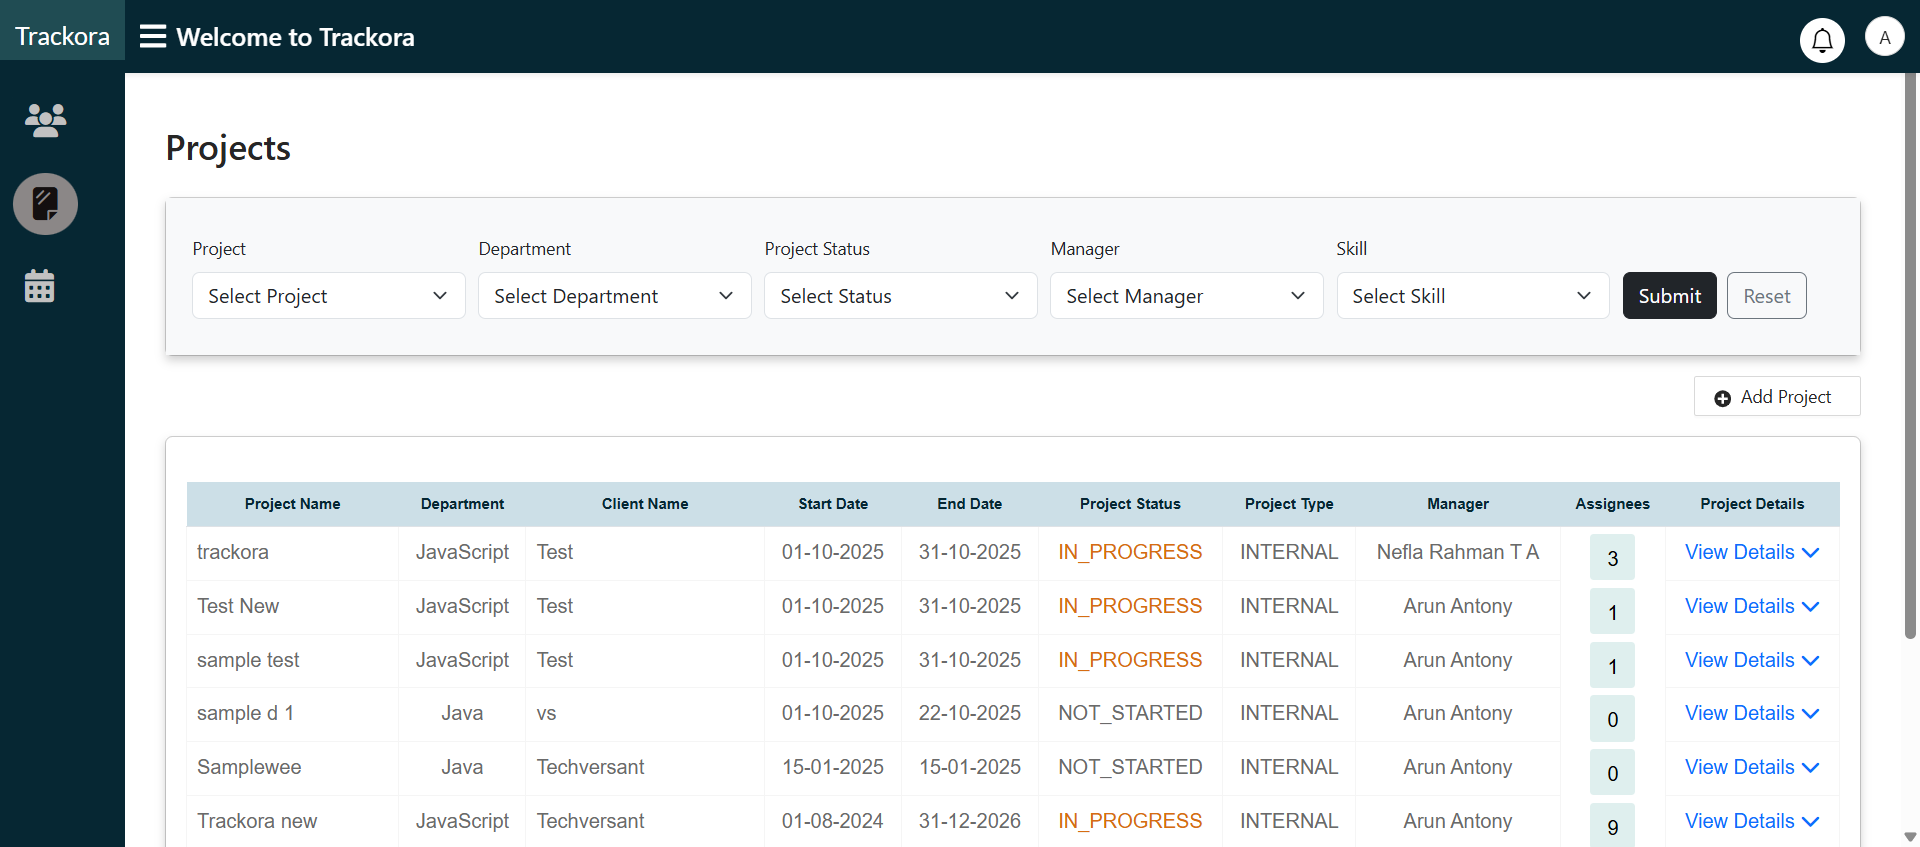 Trackora
Welcome to Trackora
A
Projects
Project Department Project Status Manager Skill
Select Project Select Department Select Status Select Manager Select Skill Submit Reset
Add Project
Project Name Department Client Name Start Date End Date Project Status Project Type Manager Assignees Project Details
trackora JavaScript Test 01-10-2025 31-10-2025 IN_PROGRESS INTERNAL Nefla Rahman T A 3 View Details
Test New JavaScript Test 01-10-2025 31-10-2025 IN_PROGRESS INTERNAL Arun Antony 1 View Details
sample test JavaScript Test 01-10-2025 31-10-2025 IN_PROGRESS INTERNAL Arun Antony 1 View Details
sample d 1 Java vs 01-10-2025 22-10-2025 NOT_STARTED INTERNAL Arun Antony 0 View Details
Samplewee Java Techversant 15-01-2025 15-01-2025 NOT_STARTED INTERNAL Arun Antony 0 View Details
Trackora new JavaScript Techversant 01-08-2024 31-12-2026 IN_PROGRESS INTERNAL Arun Antony 9 View Details